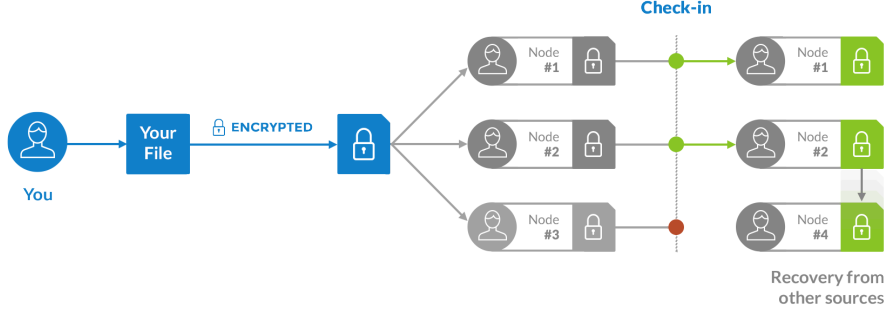 Check-in
Node
#1
Node
#1
Your
File
ENCRYPTED
Node
#2
Node
#2
You
Node
#3
Node
#4
Recovery from
other sources